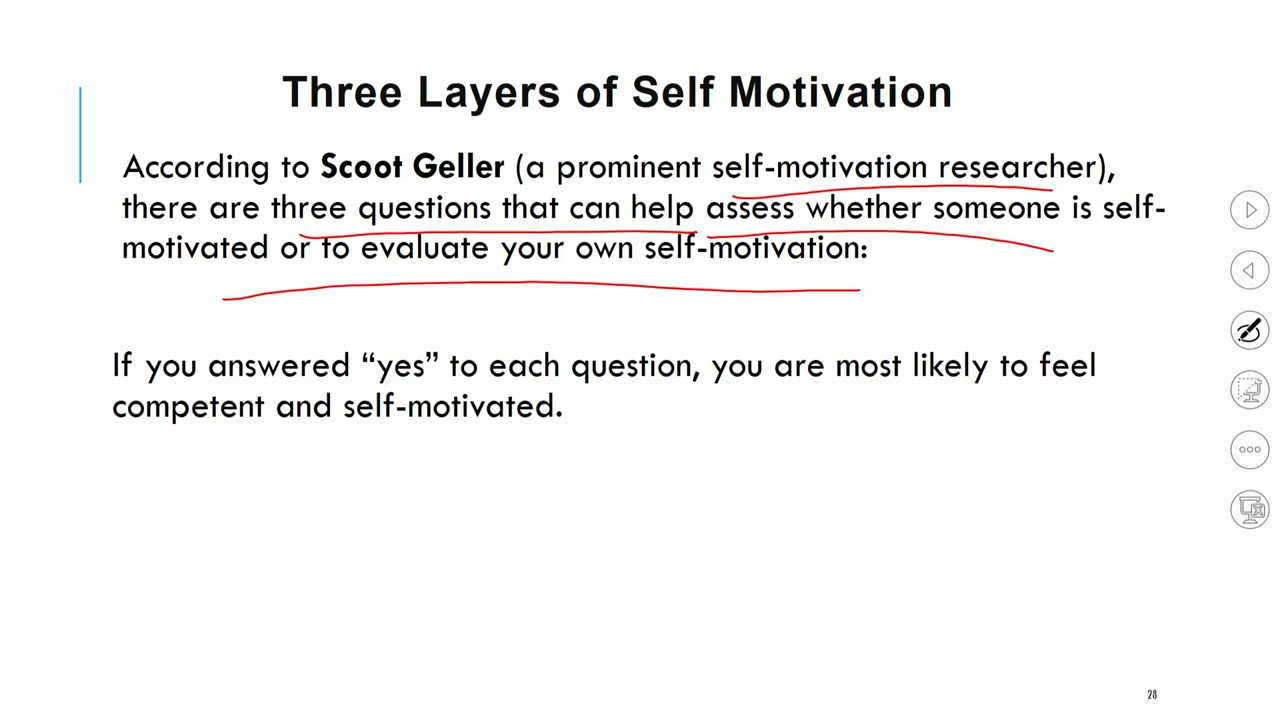 Three Layers of Self Motivation
According to Scoot Geller (a prominent self-motivation researcher),
there are three questions that can help assess whether someone is self-
motivated or to evaluate your own self-motivation:
If you answered “yes” to each question, you are most likely to feel
competent and self-motivated.
28